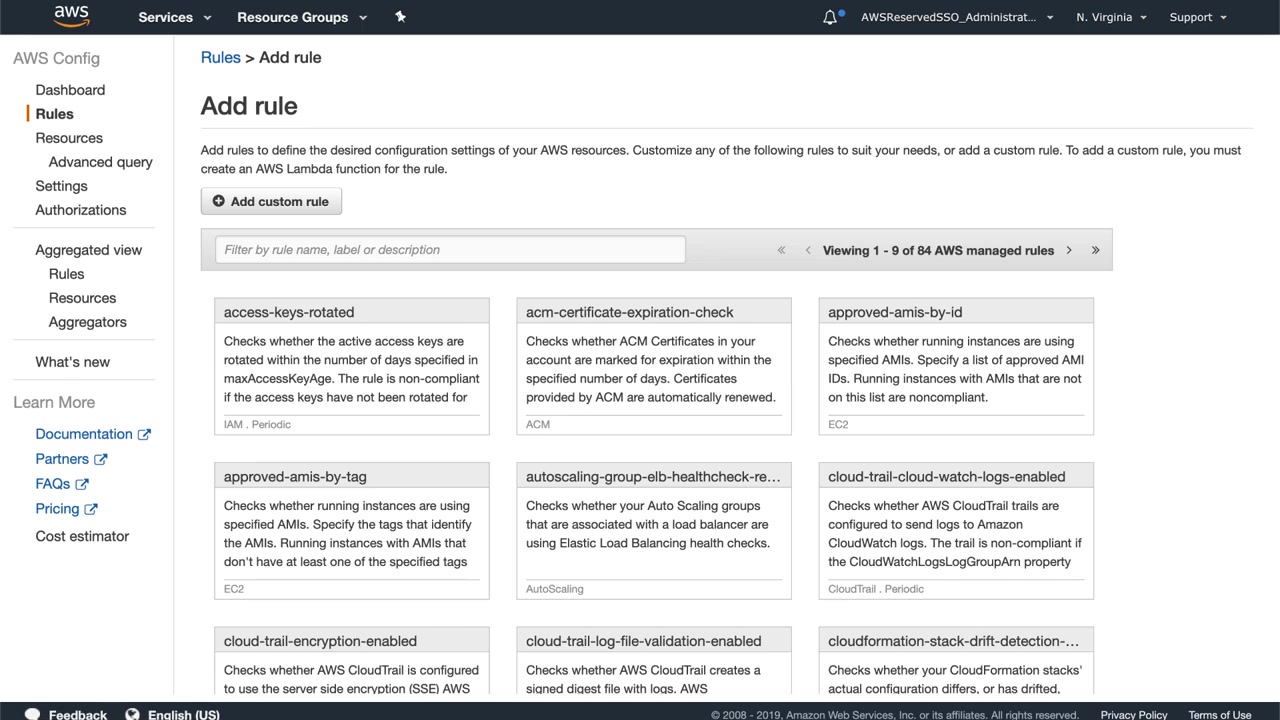 aws
Services
Resource Groups
AWSReservedSSO_Administrat...
N. Virginia
Support
AWS Config
Dashboard
Rules
Resources
Advanced query
Settings
Authorizations
Aggregated view
Rules
Resources
Aggregators
What's new
Learn More
Documentation
Partners
FAQs
Pricing
Cost estimator
Rules > Add rule
Add rule
Add rules to define the desired configuration settings of your AWS resources. Customize any of the following rules to suit your needs, or add a custom rule. To add a custom rule, you must
create an AWS Lambda function for the rule.
Add custom rule
Filter by rule name, label or description
« ‹ Viewing 1 - 9 of 84 AWS managed rules › »
access-keys-rotated
Checks whether the active access keys are
rotated within the number of days specified in
maxAccessKeyAge. The rule is non-compliant
if the access keys have not been rotated for
IAM . Periodic
acm-certificate-expiration-check
Checks whether ACM Certificates in your
account are marked for expiration within the
specified number of days. Certificates
provided by ACM are automatically renewed.
ACM
approved-amis-by-id
Checks whether running instances are using
specified AMIs. Specify a list of approved AMI
IDs. Running instances with AMIs that are not
on this list are noncompliant.
EC2
approved-amis-by-tag
Checks whether running instances are using
specified AMIs. Specify the tags that identify
the AMIs. Running instances with AMIs that
don't have at least one of the specified tags
EC2
autoscaling-group-elb-healthcheck-re...
Checks whether your Auto Scaling groups
that are associated with a load balancer are
using Elastic Load Balancing health checks.
AutoScaling
cloud-trail-cloud-watch-logs-enabled
Checks whether AWS CloudTrail trails are
configured to send logs to Amazon
CloudWatch logs. The trail is non-compliant if
the CloudWatchLogsLogGroupArn property
CloudTrail . Periodic
cloud-trail-encryption-enabled
Checks whether AWS CloudTrail is configured
to use the server side encryption (SSE) AWS
cloud-trail-log-file-validation-enabled
Checks whether AWS CloudTrail creates a
signed digest file with logs. AWS
cloudformation-stack-drift-detection-...
Checks whether your CloudFormation stacks'
actual configuration differs, or has drifted,
Feedback
English (US)
© 2008 - 2019, Amazon Web Services, Inc. or its affiliates. All rights reserved.
Privacy Policy
Terms of Use